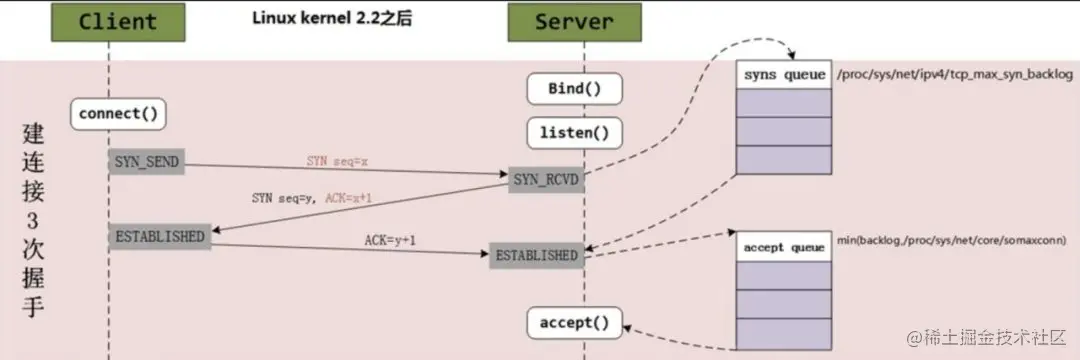 Client
Linux kernel 2.2之后
Server
syns queue
/proc/sys/net/ipv4/tcp_max_syn_backlog
Bind()
connect()
listen()
建连接3次握手
SYN_SEND
SYN seq=x
SYN_RCVD
SYN seq=y, ACK=x+1
ESTABLISHED
ACK=y+1
ESTABLISHED
accept queue
min(backlog,/proc/sys/net/core/somaxconn)
accept()
@稀土掘金技术社区